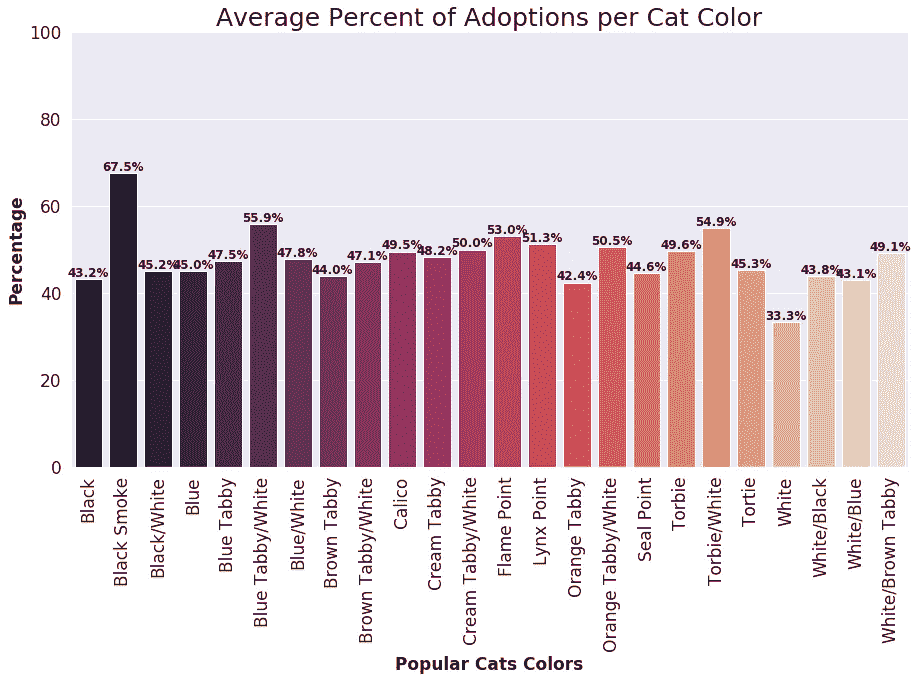 Average Percent of Adoptions per Cat Color
Percentage
100
80
60
40
20
0
43.2%
67.5%
45.2%
45.0%
47.5%
55.9%
47.8%
44.0%
47.1%
49.5%
48.2%
50.0%
53.0%
51.3%
42.4%
50.5%
44.6%
49.6%
54.9%
45.3%
33.3%
43.8%
43.1%
49.1%
Black
Black Smoke
Black/White
Blue
Blue Tabby
Blue Tabby/White
Blue/White
Brown Tabby
Brown Tabby/White
Calico
Cream Tabby
Cream Tabby/White
Flame Point
Lynx Point
Orange Tabby
Orange Tabby/White
Seal Point
Torbie
Torbie/White
Tortie
White
White/Black
White/Blue
White/Brown Tabby
Popular Cats Colors